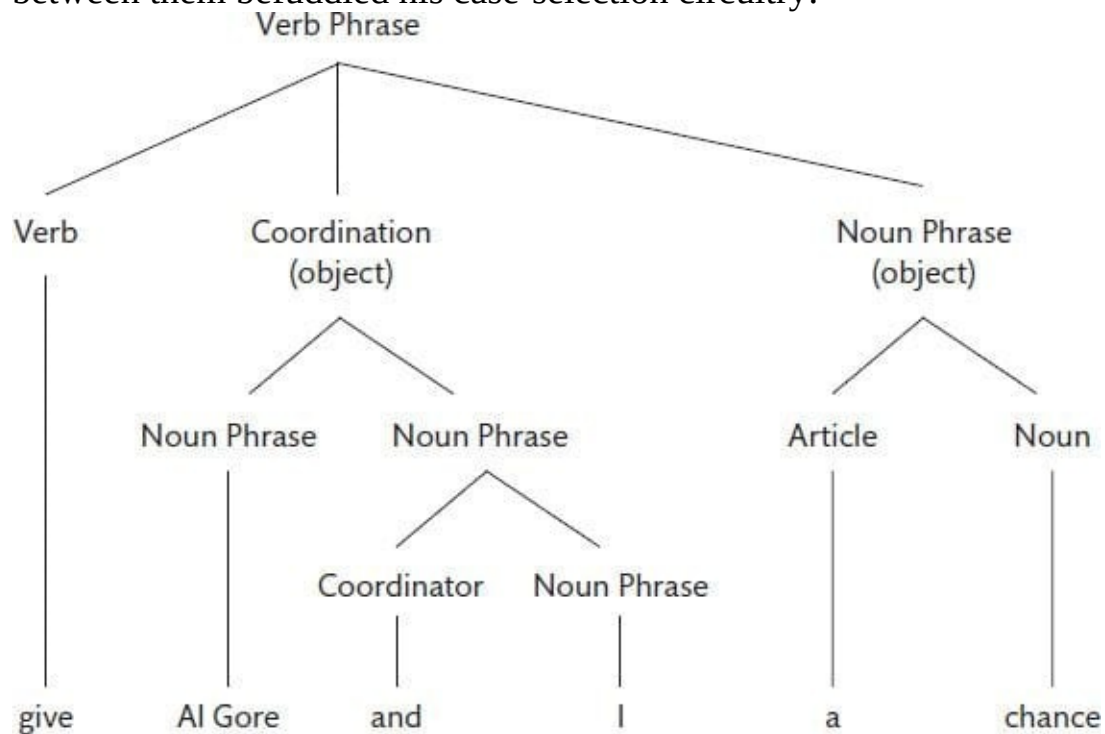 between them befuddled his case-selection circuitry?
Verb Phrase
Verb Coordination Noun Phrase
(object) (object)
Noun Phrase Noun Phrase Article Noun
Coordinator Noun Phrase
give Al Gore and I a chance